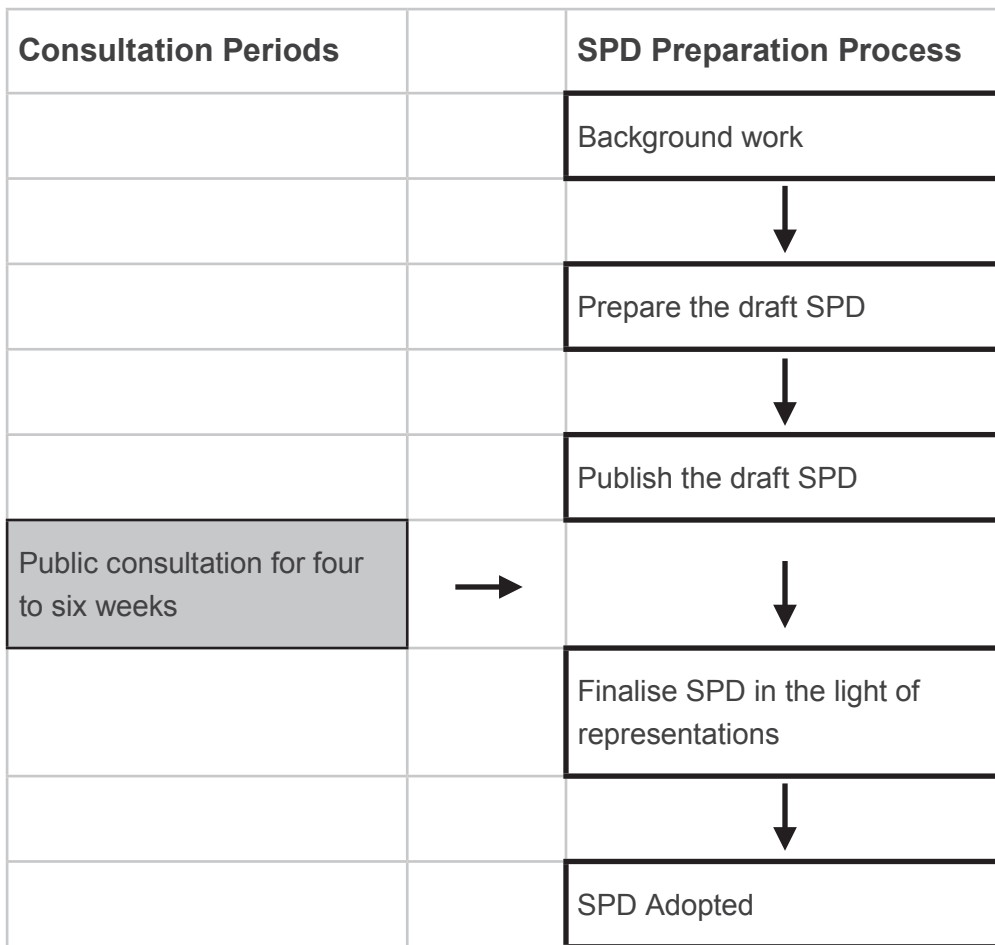 Consultation Periods
SPD Preparation Process
Background work
Prepare the draft SPD
Publish the draft SPD
Public consultation for four
to six weeks
Finalise SPD in the light of
representations
SPD Adopted